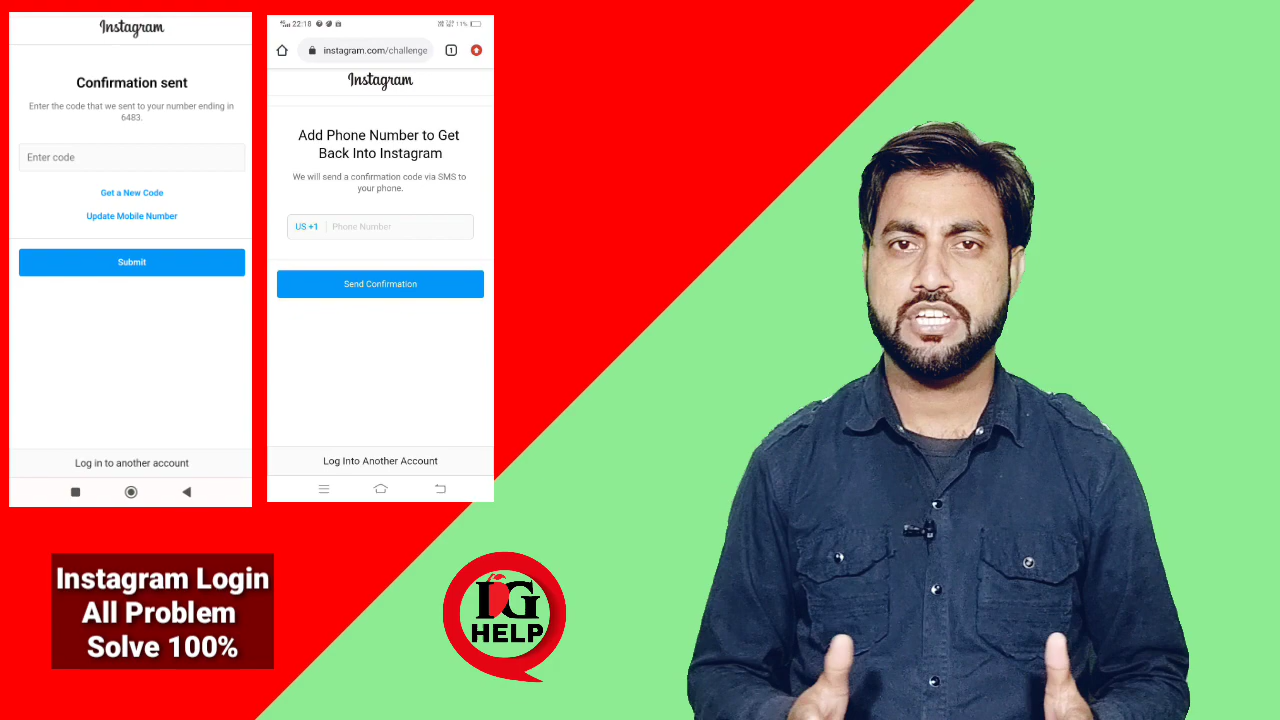 Instagram
Confirmation sent
Enter the code that we sent to your number ending in
6483.
Enter code
Get a New Code
Update Mobile Number
Submit
Log in to another account
22:18
11%
instagram.com/challenge
1
Instagram
Add Phone Number to Get
Back Into Instagram
We will send a confirmation code via SMS to
your phone.
US +1 Phone Number
Send Confirmation
Log Into Another Account
Instagram Login
All Problem
Solve 100%
IG
HELP